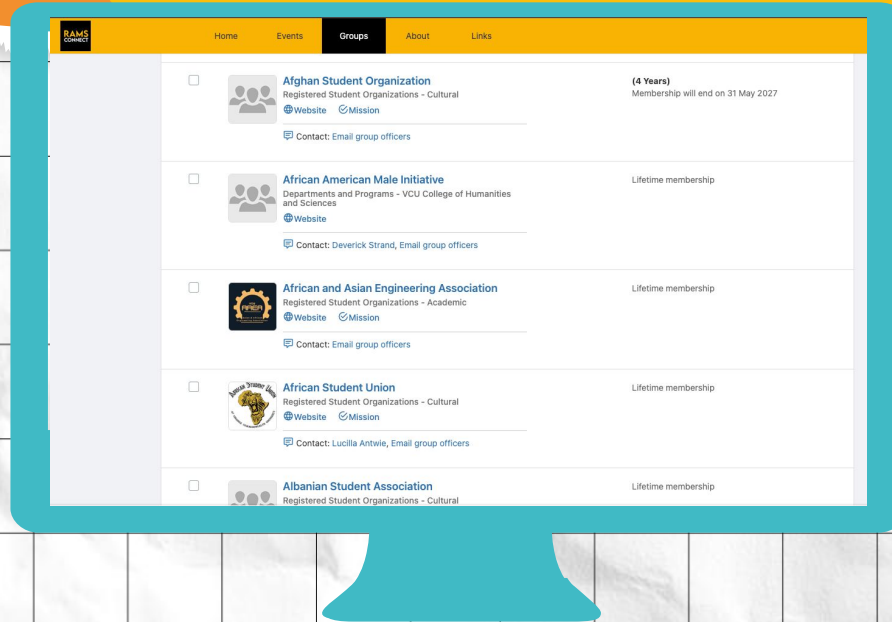 RAMS
CONNECT
Home Events Groups About Links
Afghan Student Organization
Registered Student Organizations - Cultural
Website Mission
Contact: Email group officers
(4 Years)
Membership will end on 31 May 2027
African American Male Initiative
Departments and Programs - VCU College of Humanities
and Sciences
Website
Contact: Deverick Strand, Email group officers
Lifetime membership
African and Asian Engineering Association
Registered Student Organizations - Academic
Website Mission
Contact: Email group officers
Lifetime membership
African Student Union
African Student Union
Registered Student Organizations - Cultural
Website Mission
Contact: Lucilla Antwie, Email group officers
Lifetime membership
Albanian Student Association
Registered Student Organizations - Cultural
Lifetime membership